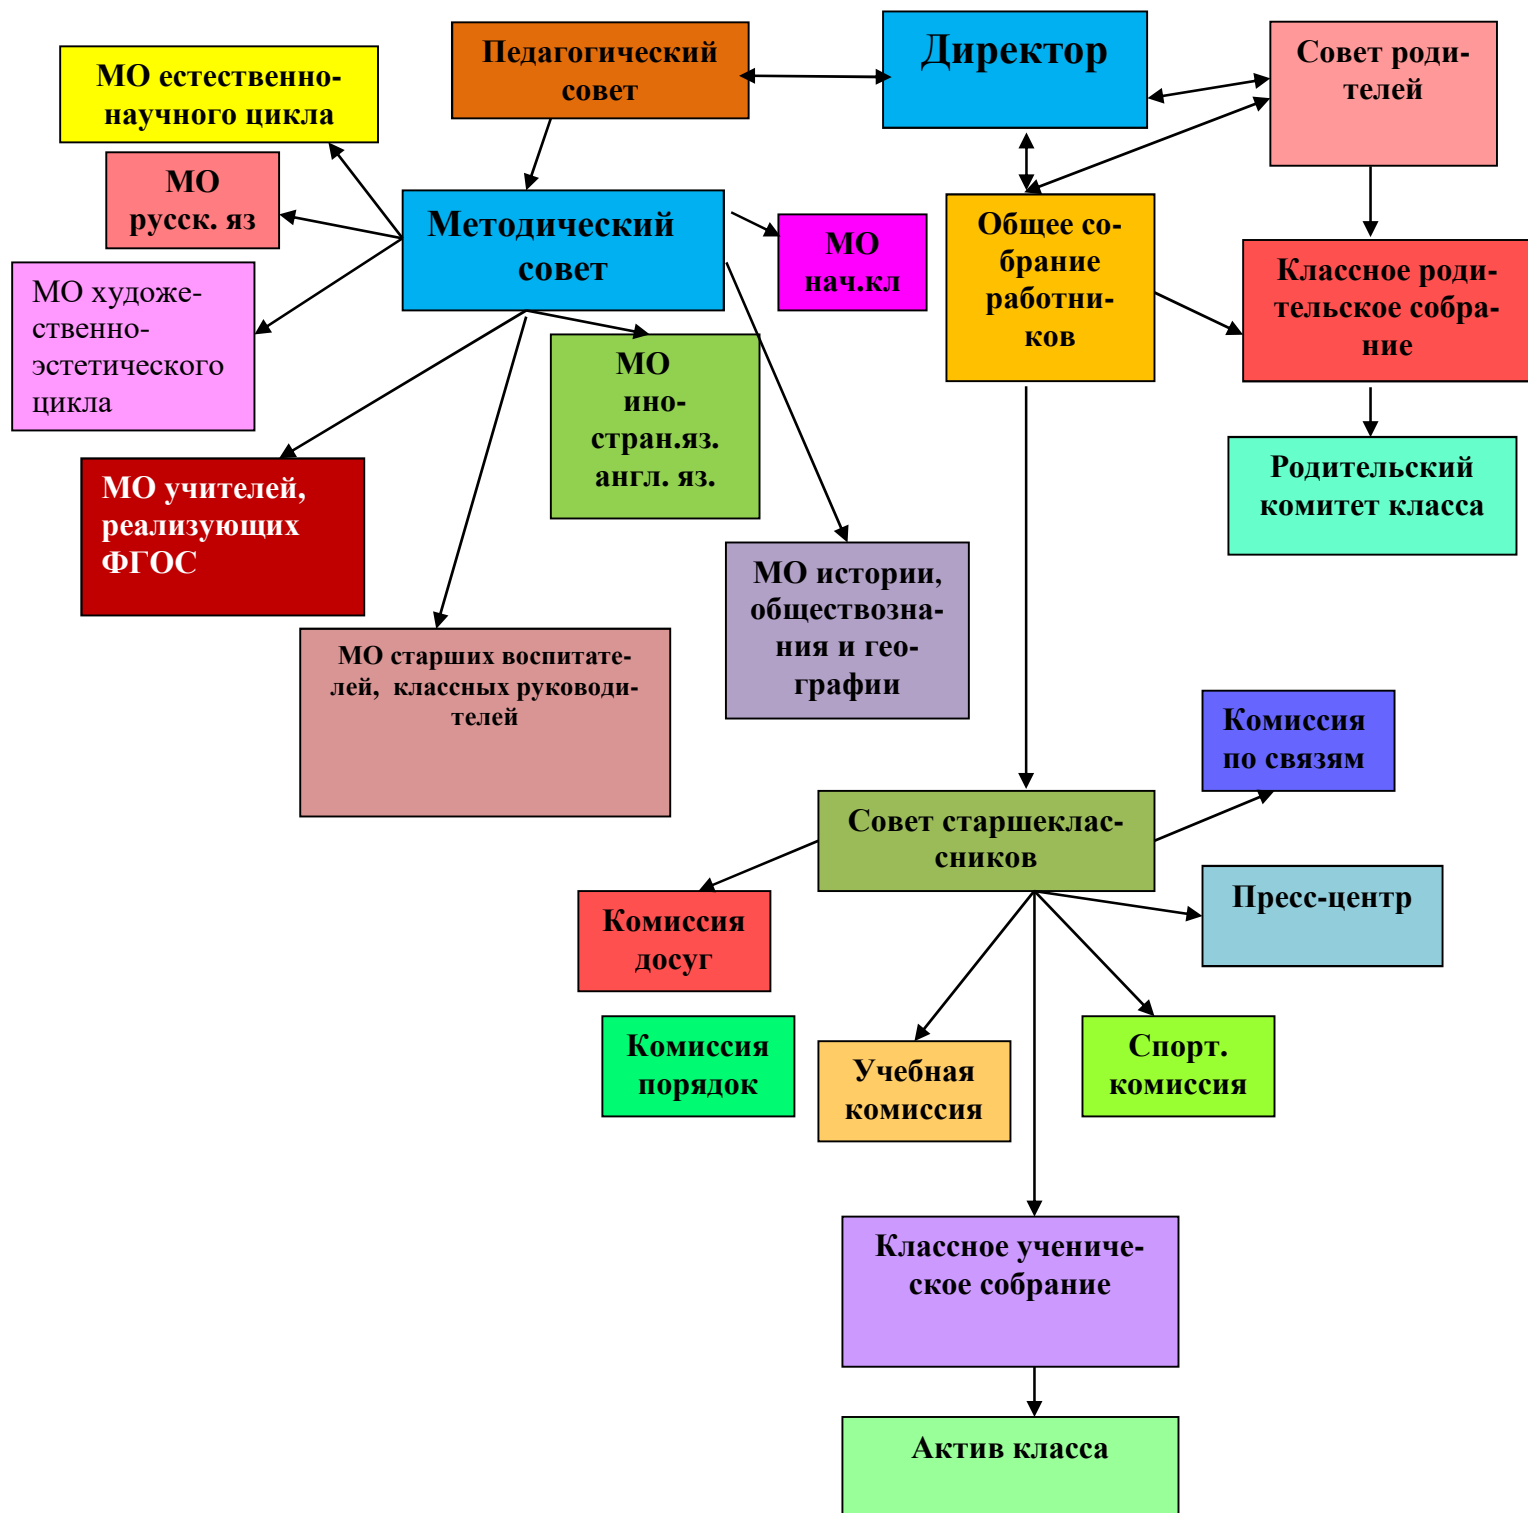 Педагогический
совет
Директор
Совет роди-
телей
МО естественно-
научного цикла
МО
русск. яз
Методический
совет
МО
нач.кл
Общее со-
брание
работни-
ков
Классное роди-
тельское собра-
ние
МО художе-
ственно-
эстетического
цикла
МО
ино-
стран.яз.
англ. яз.
Родительский
комитет класса
МО учителей,
реализующих
ФГОС
МО истории,
обществозна-
ния и гео-
графии
МО старших воспитате-
лей,  классных руководи-
телей
Комиссия
по связям
Совет старшеклас-
сников
Комиссия
досуг
Пресс-центр
Комиссия
порядок
Учебная
комиссия
Спорт.
комиссия
Классное учениче-
ское собрание
Актив класса